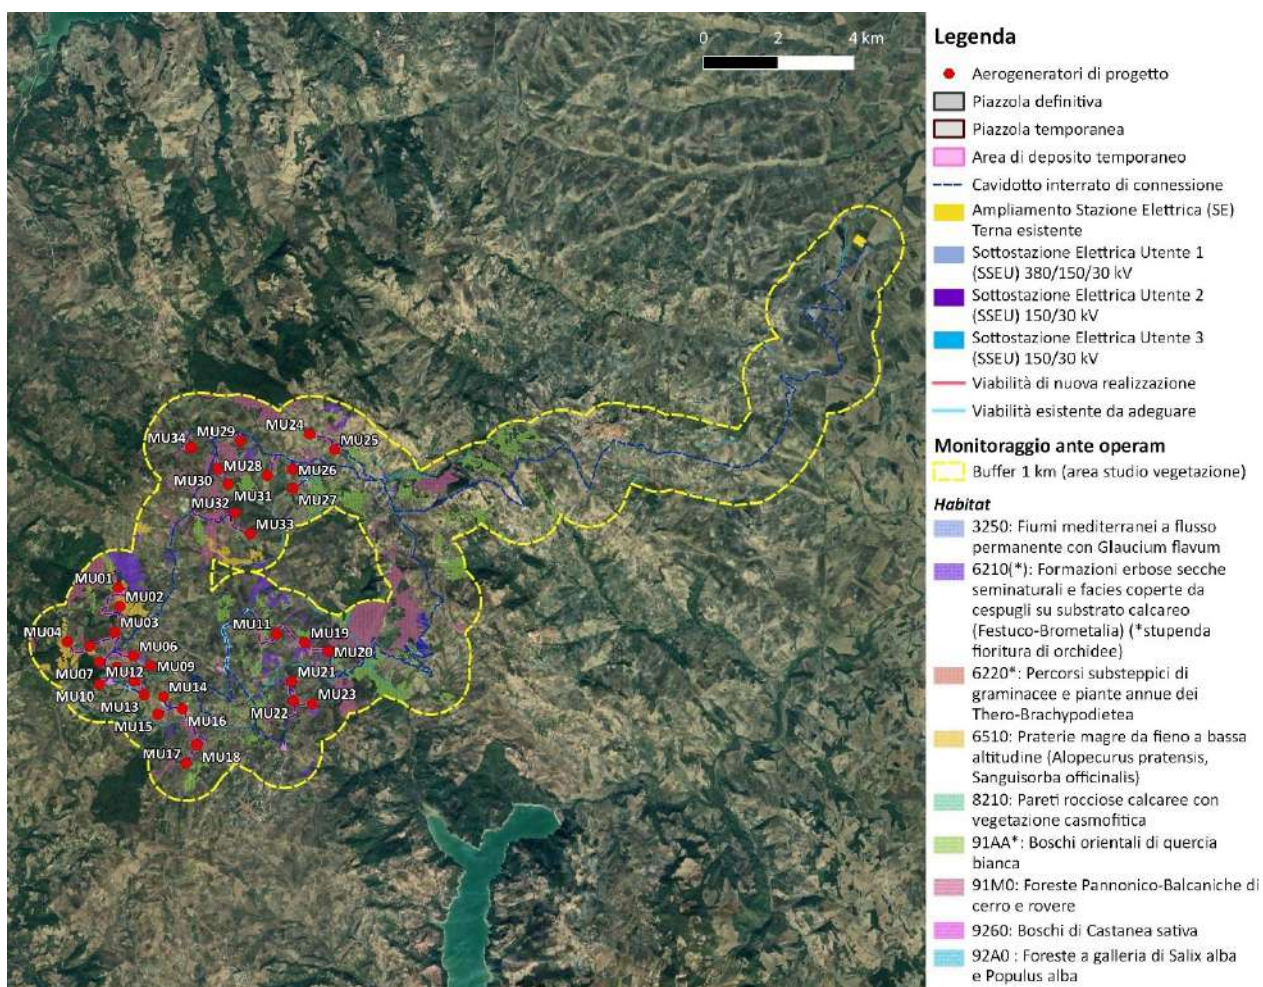 0 2 4 km
MU24
MU29
MU34
MU25
MU28
MU26
MU30
MU31
MU27
MU32
MU33
MU01
MU02
MU03
MU11
MU19
MU04
MU06
MU20
MU07
MU12
MU09
MU21
MU10
MU14
MU13
MU23
MU22
MU15
MU16
MU17
MU18
Legenda
Aerogeneratori di progetto
Piazzola definitiva
Piazzola temporanea
Area di deposito temporaneo
Cavidotto interrato di connessione
Ampliamento Stazione Elettrica (SE)
Terna esistente
Sottostazione Elettrica Utente 1
(SSEU) 380/150/30 kV
Sottostazione Elettrica Utente 2
(SSEU) 150/30 kV
Sottostazione Elettrica Utente 3
(SSEU) 150/30 kV
Viabilità di nuova realizzazione
Viabilità esistente da adeguare
Monitoraggio ante operam
Buffer 1 km (area studio vegetazione)
Habitat
3250: Fiumi mediterranei a flusso
permanente con Glaucium flavum
6210(*): Formazioni erbose secche
seminaturali e facies coperte da
cespugli su substrato calcareo
(Festuco-Brometalia) (*stupenda
fioritura di orchidee)
6220*: Percorsi substeppici di
graminacee e piante annue dei
Thero-Brachypodietea
6510: Praterie magre da fieno a bassa
altitudine (Alopecurus pratensis,
Sanguisorba officinalis)
8210: Pareti rocciose calcaree con
vegetazione casmofitica
91AA*: Boschi orientali di quercia
bianca
91M0: Foreste Pannonico-Balcaniche di
cerro e rovere
9260: Boschi di Castanea sativa
92A0 : Foreste a galleria di Salix alba
e Populus alba